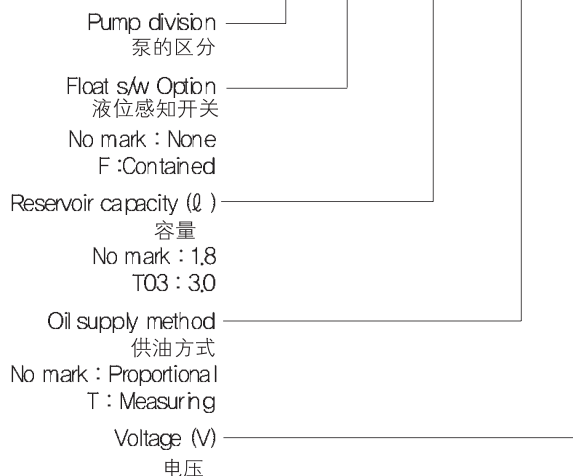 Pump division
泵的区分
Float s/w Option
液位感知开关
No mark : None
F :Contained
Reservoir capacity (ℓ )
容量
No mark : 1.8
T03 : 3.0
Oil supply method
供油方式
No mark : Proportional
T : Measuring
Voltage (V)
电压